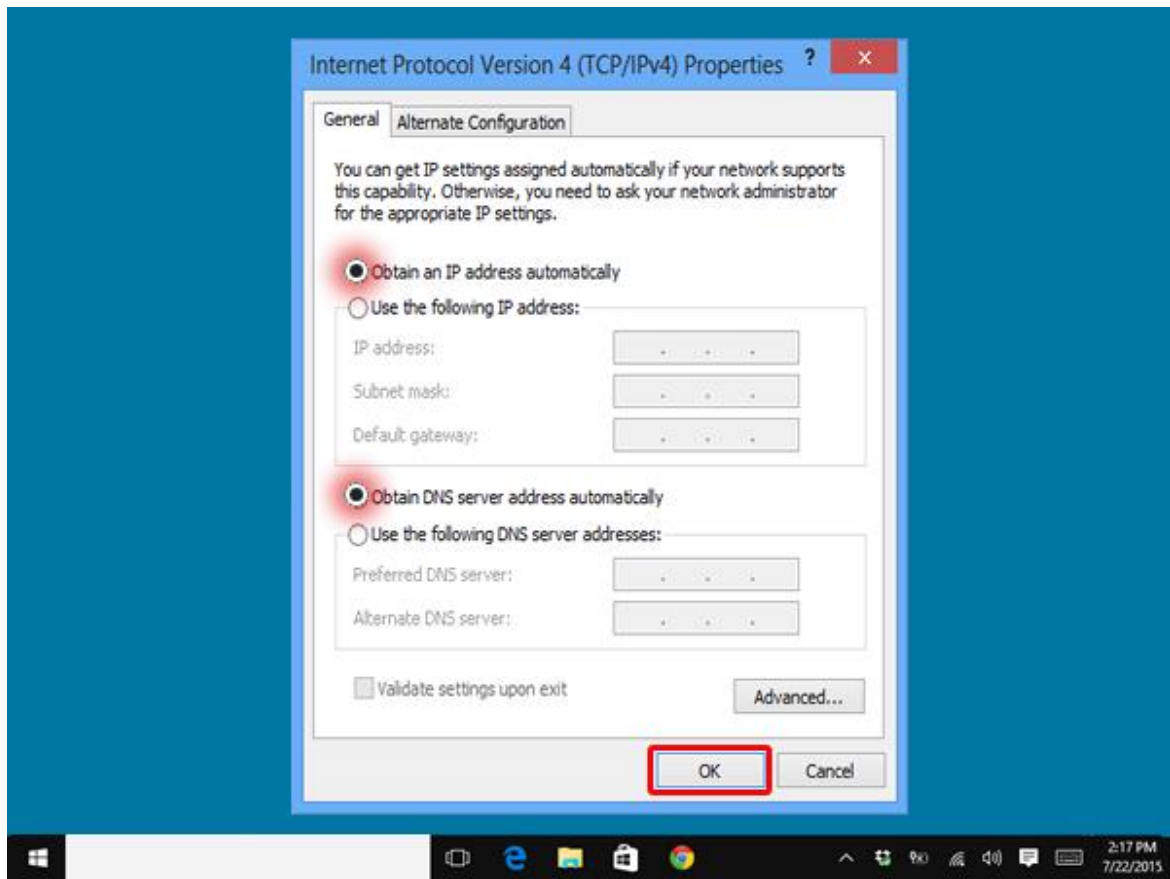 Internet Protocol Version 4 (TCP/IPv4) Properties ? x
General Alternate Configuration
You can get IP settings assigned automatically if your network supports
this capability. Otherwise, you need to ask your network administrator
for the appropriate IP settings.
Obtain an IP address automatically
Use the following IP address:
IP address: . . .
Subnet mask: . . .
Default gateway: . . .
Obtain DNS server address automatically
Use the following DNS server addresses:
Preferred DNS server: . . .
Alternate DNS server: . . .
Validate settings upon exit
Advanced...
OK Cancel
2:17 PM
7/22/2015